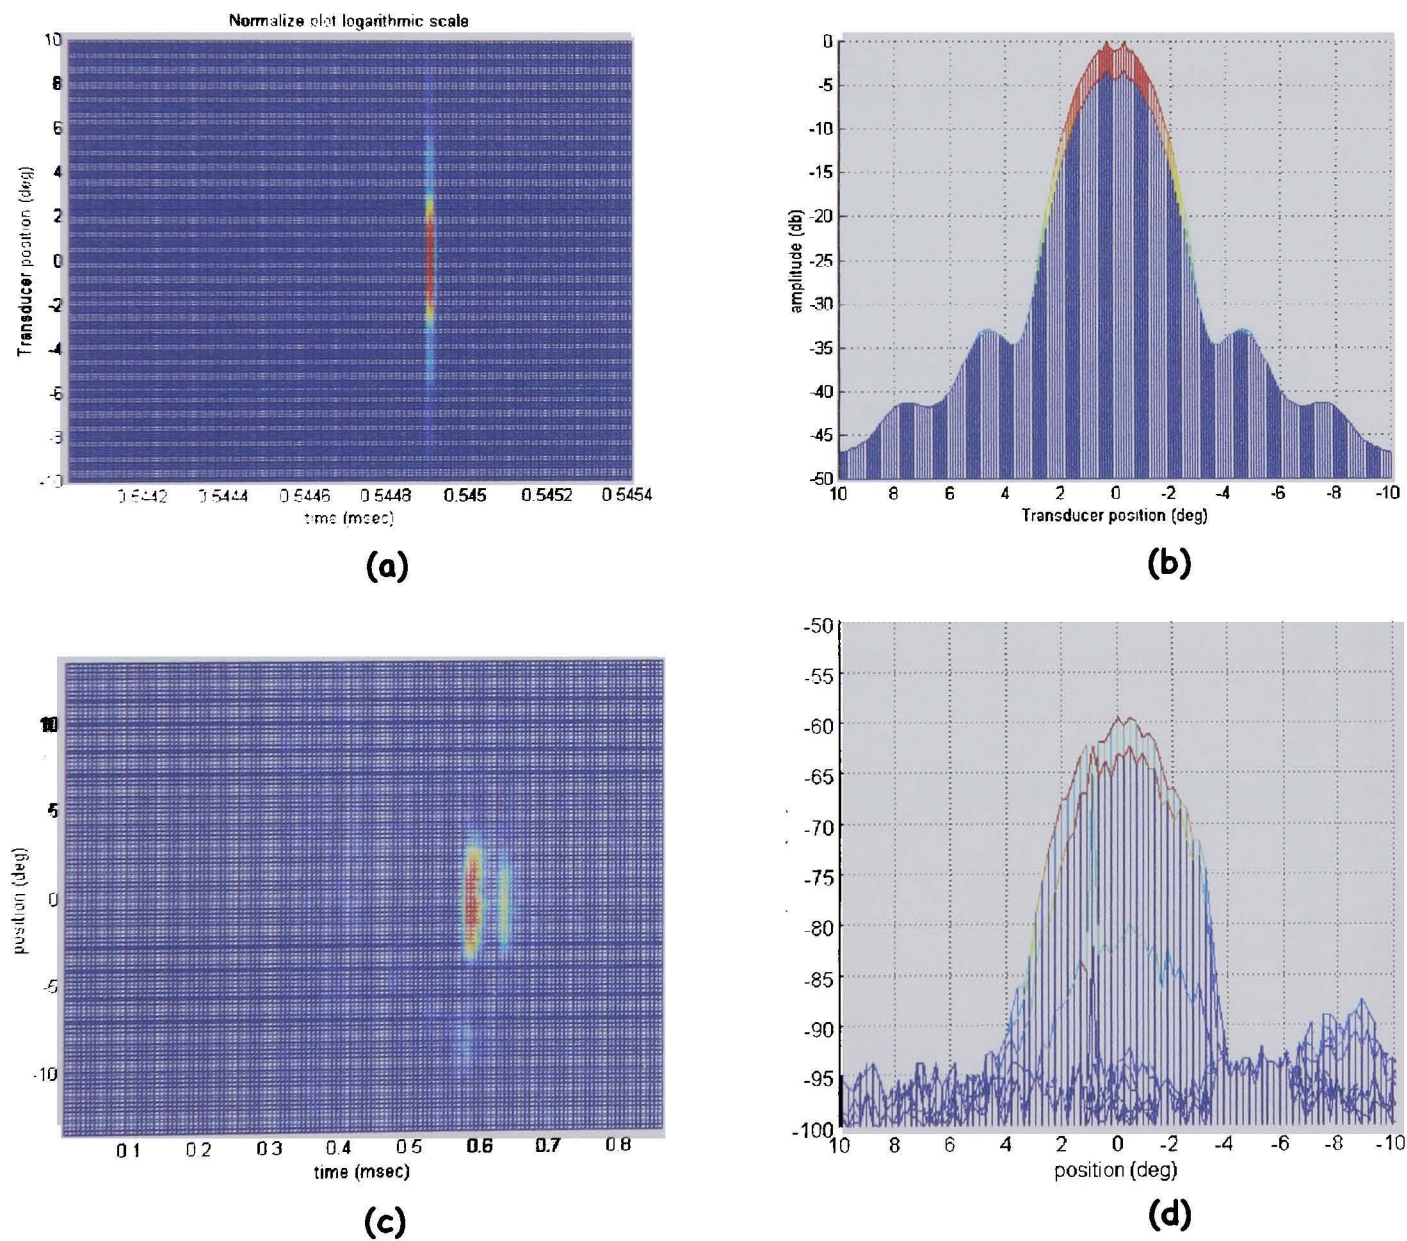 Normalize plot logarithmic scale
10
8
6
4
2
0
-2
-4
-6
-10
Transducer position (deg)
0.5442 0.5444 0.5446 0.5448 0.545 0.5452 0.5454
time (msec)
(a)
0
-5
-10
-15
-20
-25
-30
-35
-40
-45
-50
amplitude (db)
10 8 6 4 2 0 -2 -4 -6 -8 -10
Transducer position (deg)
(b)
10
5
0
-5
-10
position (deg)
0.1 0.2 0.3 0.4 0.5 0.6 0.7 0.8
time (msec)
(c)
-50
-55
-60
-65
-70
-75
-80
-85
-90
-95
-100
10 8 6 4 2 0 -2 -4 -6 -8 -10
position (deg)
(d)